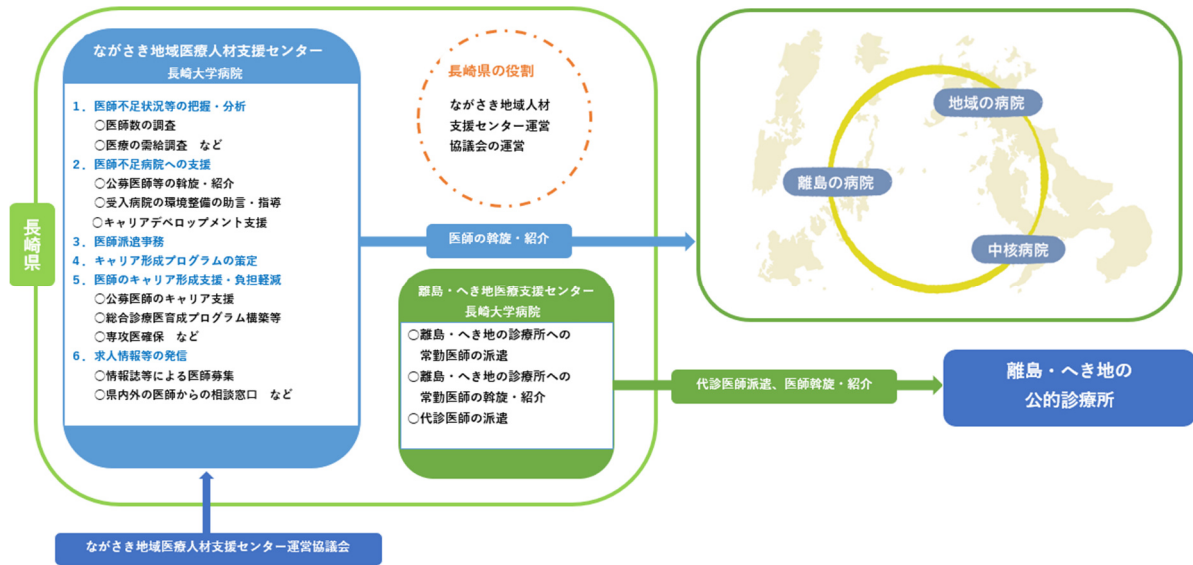 長崎県
ながさき地域医療人材支援センター
長崎大学病院
1．医師不足状況等の把握・分析
○医師数の調査
○医療の需給調査　など
2．医師不足病院への支援
○公募医師等の斡旋・紹介
○受入病院の環境整備の助言・指導
○キャリアデベロップメント支援
3．医師派遣事務
4．キャリア形成プログラムの策定
5．医師のキャリア形成支援・負担軽減
○公募医師のキャリア支援
○総合診療医育成プログラム構築等
○専攻医確保　など
6．求人情報等の発信
○情報誌等による医師募集
○県内外の医師からの相談窓口　など
長崎県の役割
ながさき地域人材
支援センター運営
協議会の運営
医師の斡旋・紹介
離島・へき地医療支援センター
長崎大学病院
○離島・へき地の診療所への
常勤医師の派遣
○離島・へき地の診療所への
常勤医師の斡旋・紹介
○代診医師の派遣
代診医師派遣、医師斡旋・紹介
地域の病院
離島の病院
中核病院
離島・へき地の
公的診療所
ながさき地域医療人材支援センター運営協議会